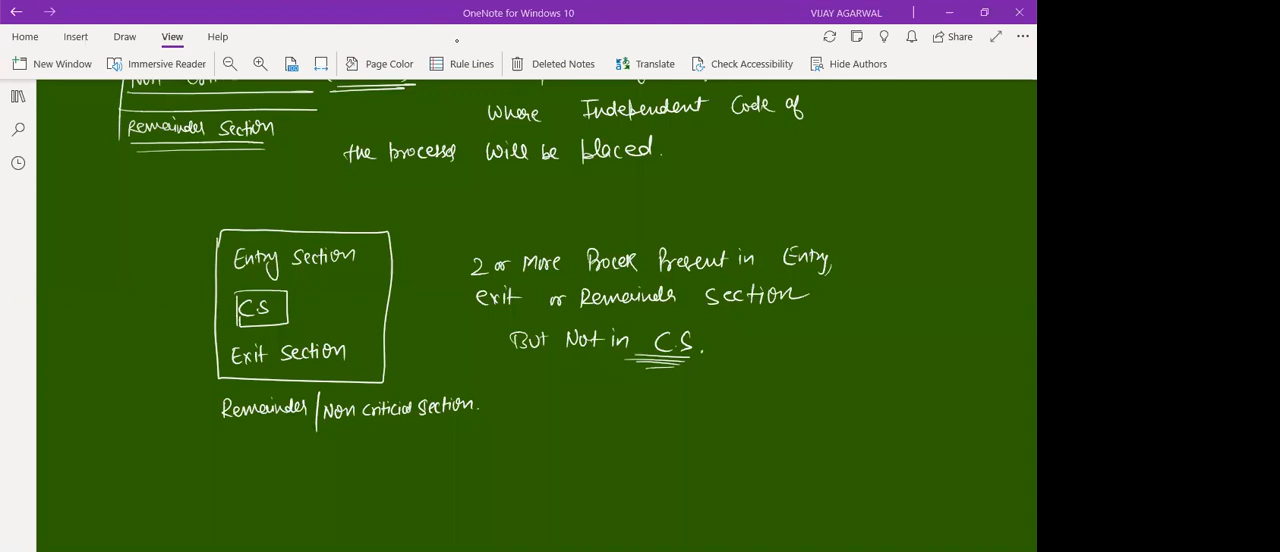 OneNote for Windows 10
VIJAY AGARWAL
Home Insert Draw View Help
Share
New Window Immersive Reader Page Color Rule Lines Deleted Notes Translate Check Accessibility Hide Authors
where Independent Code of
Remainder Section
the process will be placed.
Entry Section
C.S
Exit Section
2 or More Process Present in Entry,
exit or Remainder Section
But Not in C.S.
Remainder / Non critical section.